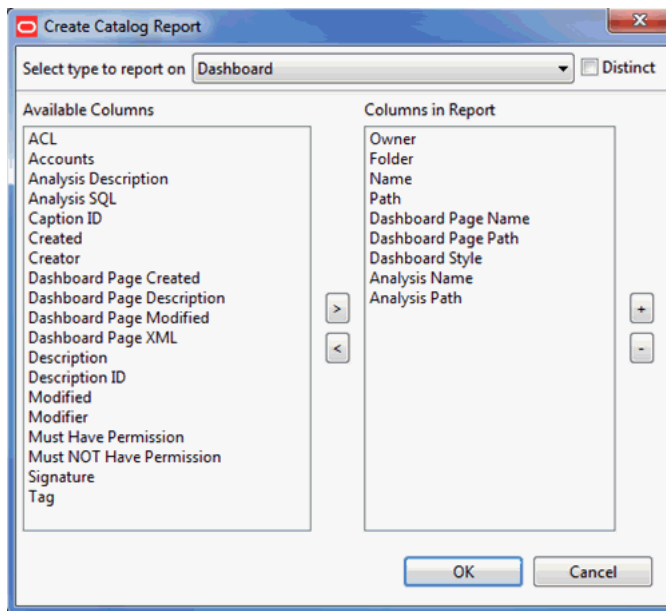 Create Catalog Report
Select type to report on Dashboard Distinct
Available Columns
ACL
Accounts
Analysis Description
Analysis SQL
Caption ID
Created
Creator
Dashboard Page Created
Dashboard Page Description
Dashboard Page Modified
Dashboard Page XML
Description
Description ID
Modified
Modifier
Must Have Permission
Must NOT Have Permission
Signature
Tag
>
<
Columns in Report
Owner
Folder
Name
Path
Dashboard Page Name
Dashboard Page Path
Dashboard Style
Analysis Name
Analysis Path
+
-
OK Cancel